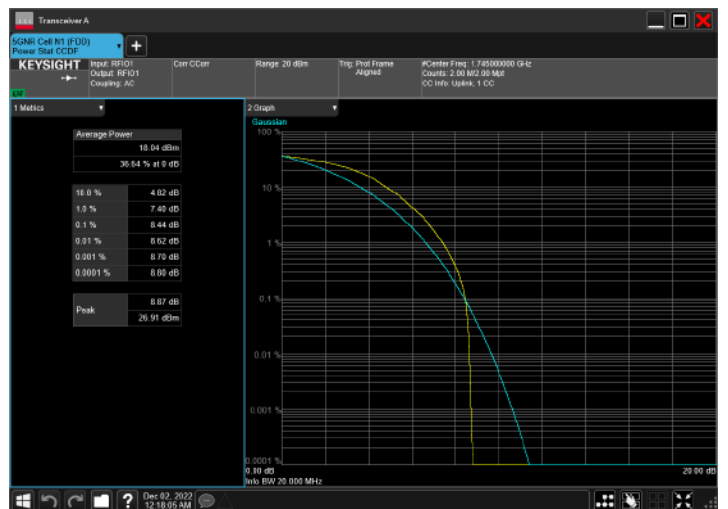 Transceiver A
5GNR Cell N1 (FDD)
Power Stat CCDF
+
KEYSIGHT
Input: RFIO1
Output: RFIO1
Coupling: AC
Corr CCorr
Range: 20 dBm
Trig: Prot Frame
Aligned
#Center Freq: 1.745000000 GHz
Counts: 2.00 M/2.00 Mpt
CC Info: Uplink, 1 CC
1 Metrics
Average Power
18.04 dBm
36.64 % at 0 dB
10.0 % 4.82 dB
1.0 % 7.40 dB
0.1 % 8.44 dB
0.01 % 8.62 dB
0.001 % 8.70 dB
0.0001 % 8.80 dB
Peak
8.87 dB
26.91 dBm
2 Graph
Gaussian
100 %
10 %
1 %
0.1 %
0.01 %
0.001 %
0.0001 %
0.00 dB
20.00 dB
Info BW 20.000 MHz
?
Dec 02, 2022
12:18:05 AM